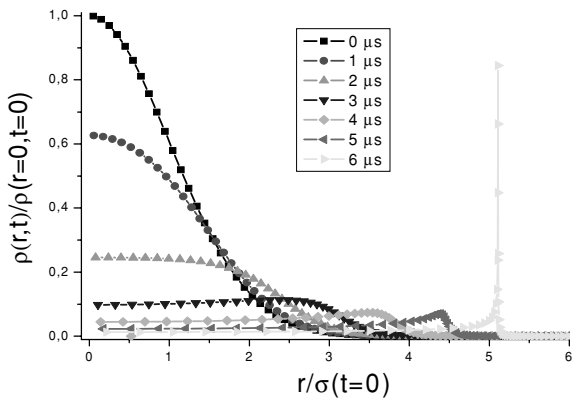 1,0
0,8
0,6
0,4
0,2
0,0
ρ(r,t)/ρ(r=0,t=0)
0 μs
1 μs
2 μs
3 μs
4 μs
5 μs
6 μs
0 1 2 3 4 5 6
r/σ(t=0)